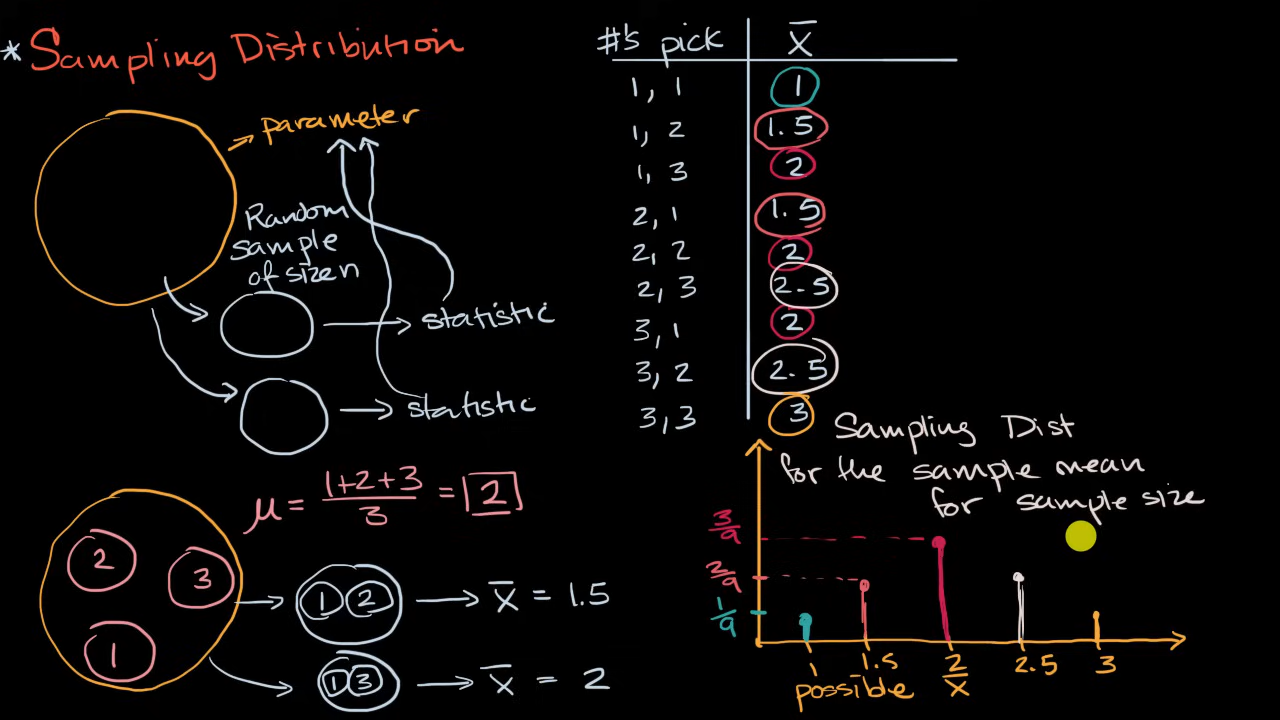 * Sampling Distribution
parameter
Random
sample
of size n
statistic
statistic
μ = 1+2+3 / 3 = 2
2
3
1
1 2 x̄ = 1.5
1 3 x̄ = 2
#'s pick x̄
1, 1 1
1, 2 1.5
1, 3 2
2, 1 1.5
2, 2 2
2, 3 2.5
3, 1 2
3, 2 2.5
3, 3 3
Sampling Dist
for the sample mean
for sample size
3/9
2/9
1/9
1 1.5 2 2.5 3
possible x̄